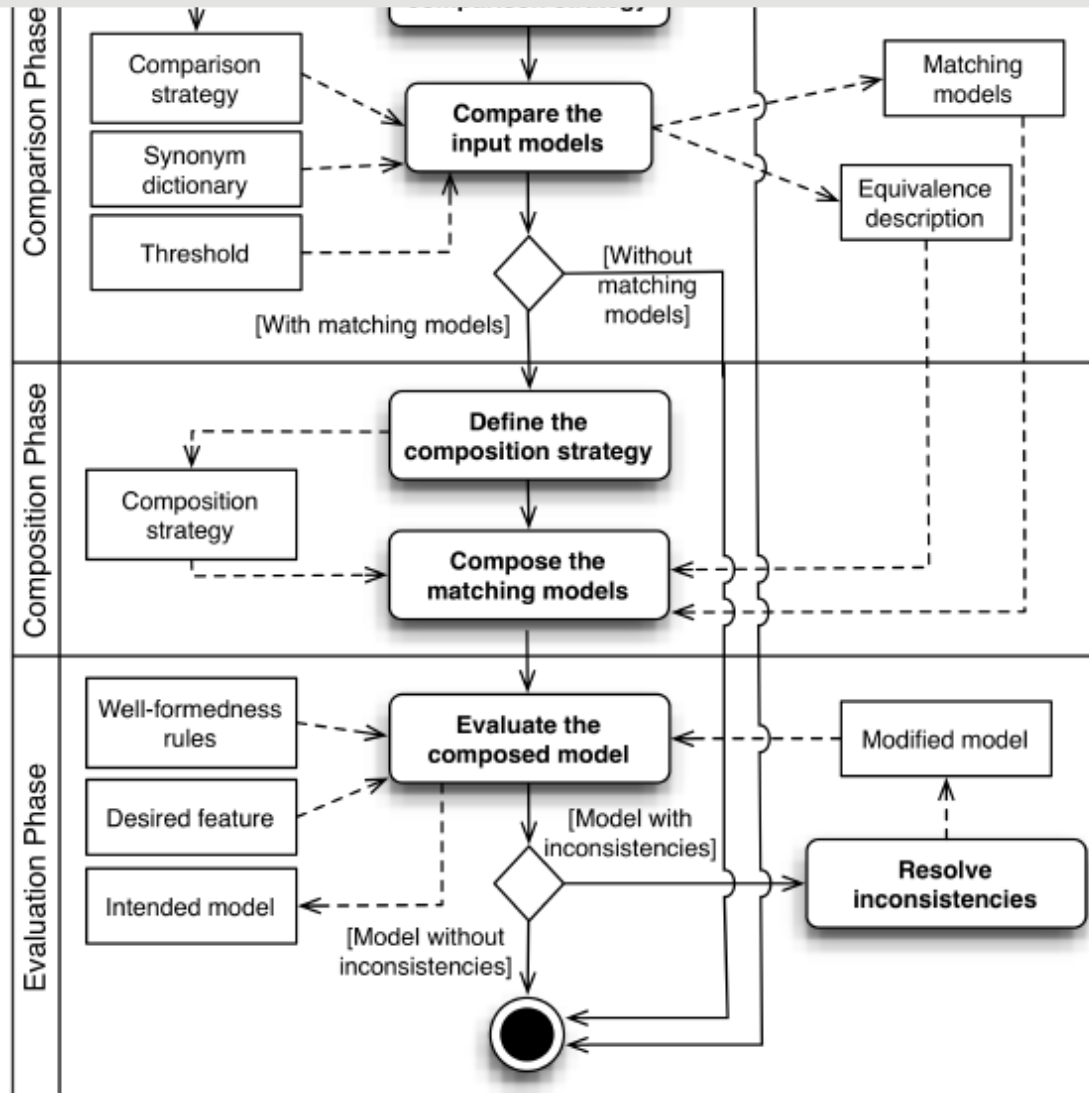 Comparison Phase
comparison strategy
Comparison
strategy
Synonym
dictionary
Threshold
Compare the
input models
Matching
models
Equivalence
description
[Without
matching
models]
[With matching models]
Composition Phase
Define the
composition strategy
Composition
strategy
Compose the
matching models
Evaluation Phase
Well-formedness
rules
Desired feature
Intended model
Evaluate the
composed model
Modified model
[Model with
inconsistencies]
Resolve
inconsistencies
[Model without
inconsistencies]